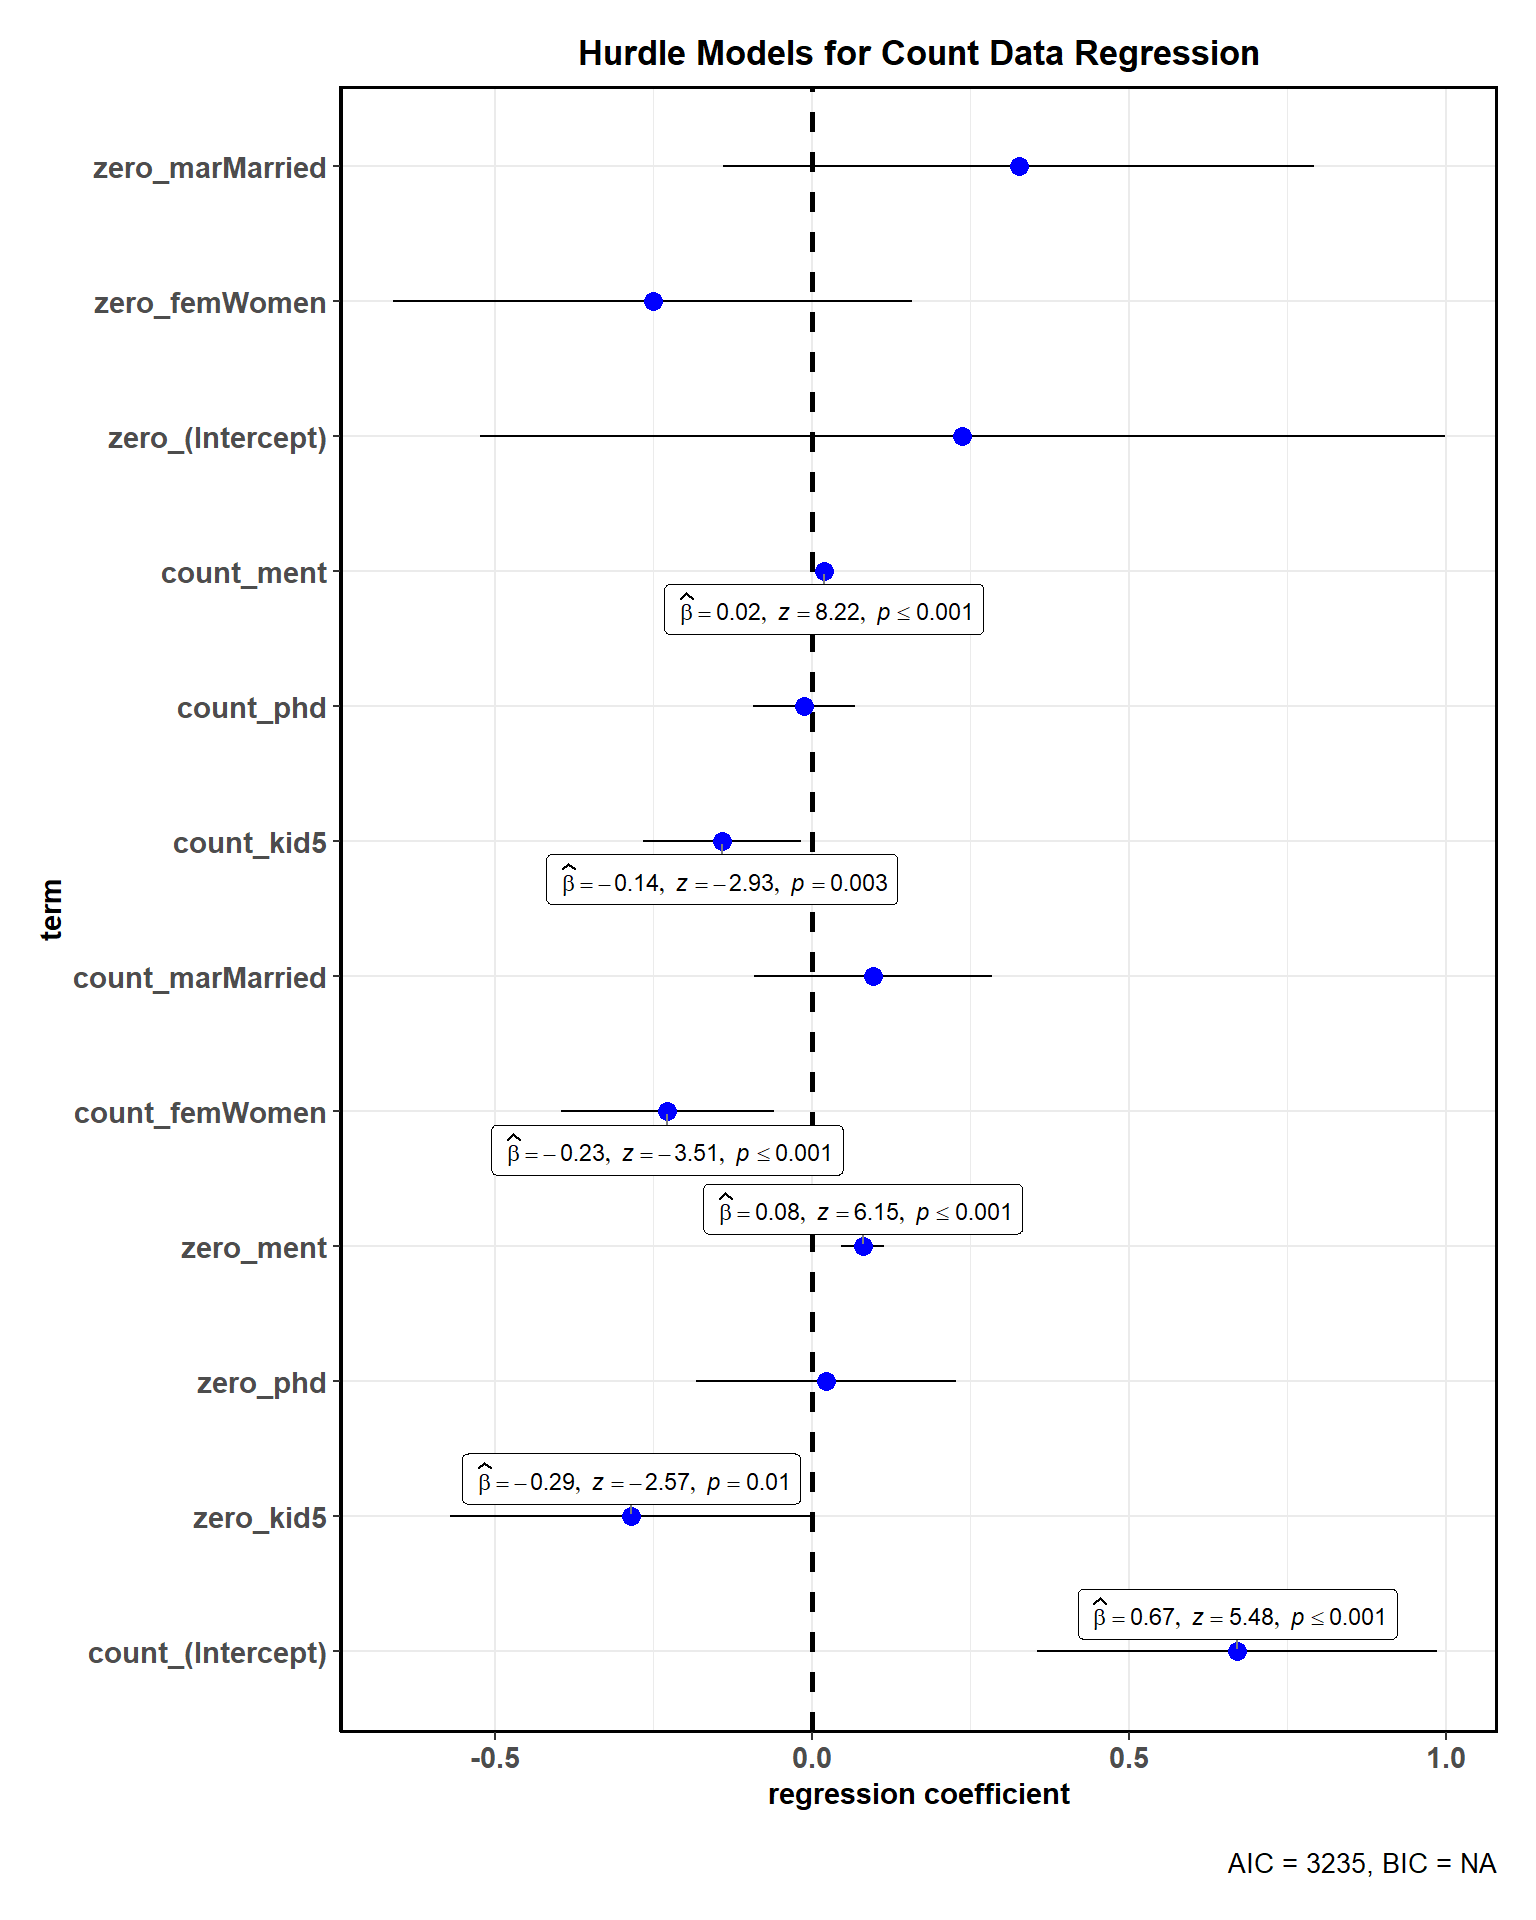 Hurdle Models for Count Data Regression
zero_marMarried
zero_femWomen
zero_(Intercept)
count_ment
β̂ = 0.02, z = 8.22, p ≤ 0.001
count_phd
count_kid5
β̂ = −0.14, z = −2.93, p = 0.003
term
count_marMarried
count_femWomen
β̂ = −0.23, z = −3.51, p ≤ 0.001
β̂ = 0.08, z = 6.15, p ≤ 0.001
zero_ment
zero_phd
β̂ = −0.29, z = −2.57, p = 0.01
zero_kid5
β̂ = 0.67, z = 5.48, p ≤ 0.001
count_(Intercept)
-0.5 0.0 0.5 1.0
regression coefficient
AIC = 3235, BIC = NA